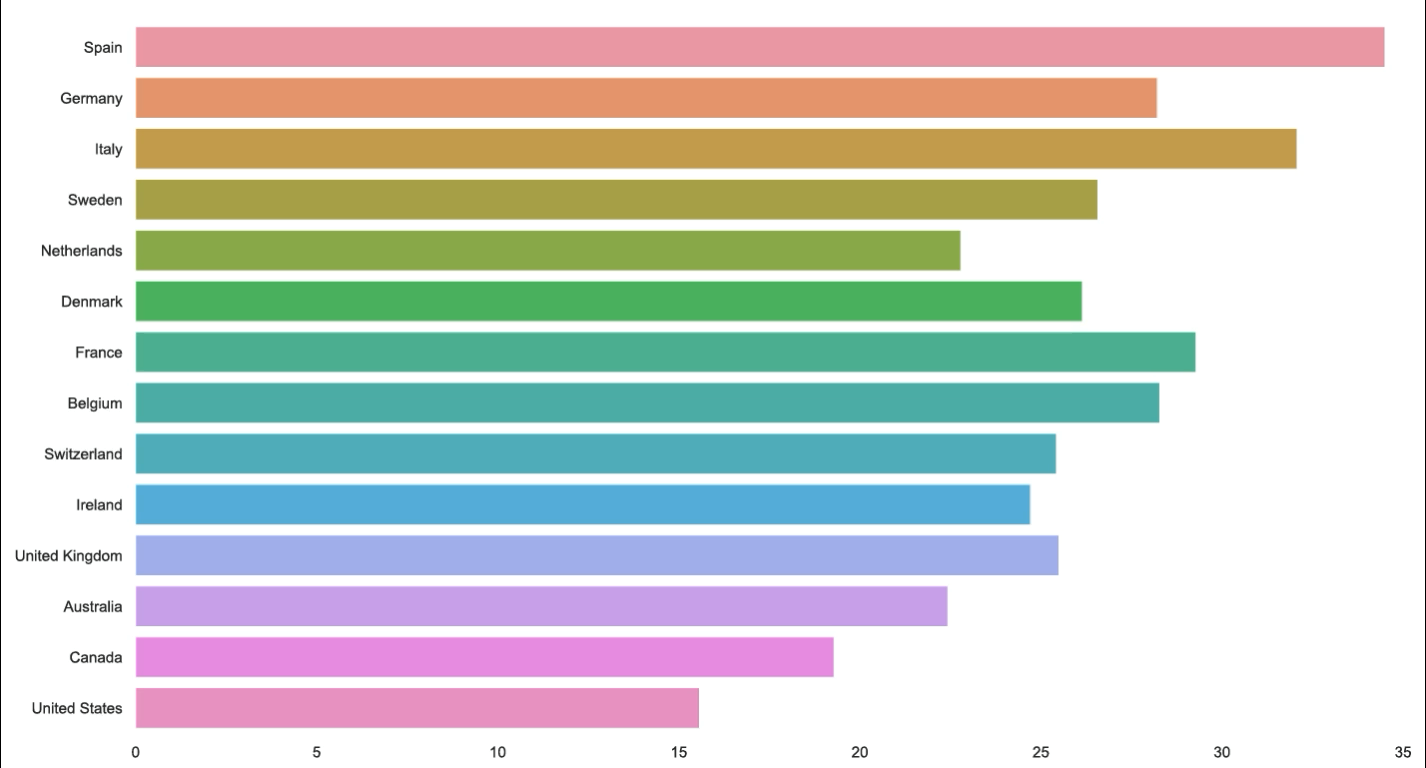 Spain
Germany
Italy
Sweden
Netherlands
Denmark
France
Belgium
Switzerland
Ireland
United Kingdom
Australia
Canada
United States
0 5 10 15 20 25 30 35